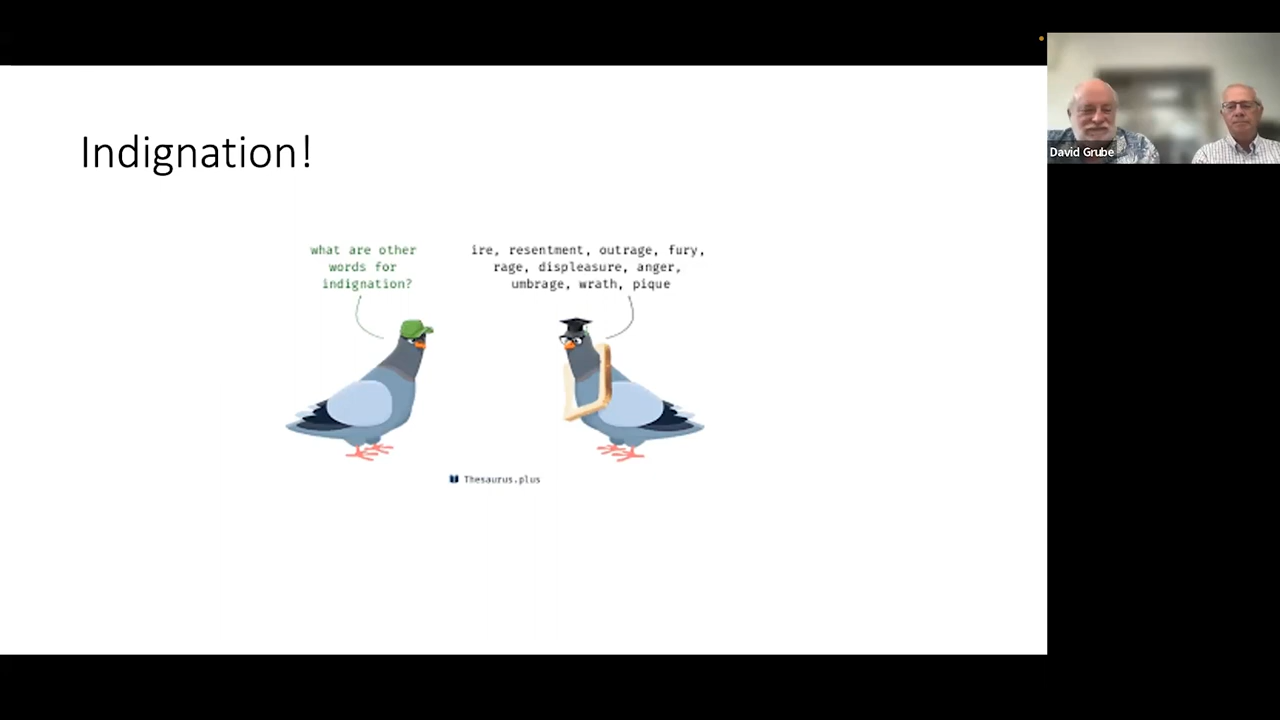 Indignation!
what are other
words for
indignation?
ire, resentment, outrage, fury,
rage, displeasure, anger,
umbrage, wrath, pique
Thesaurus.plus
David Grube